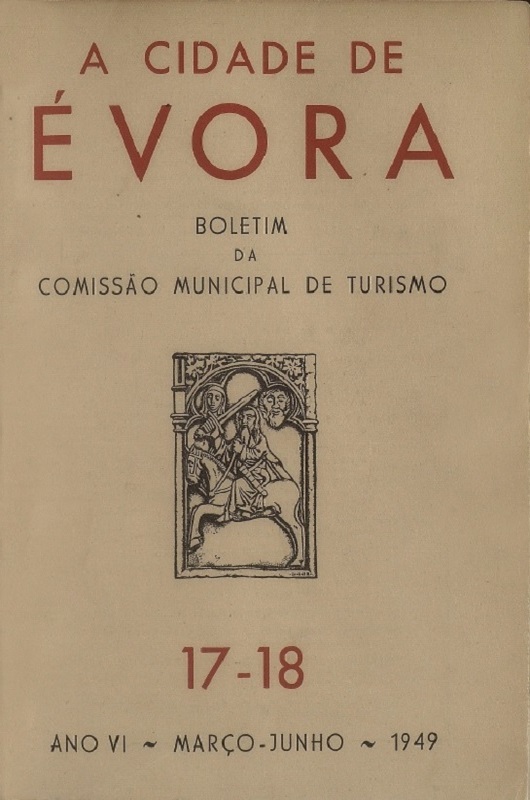 A CIDADE DE
ÉVORA
BOLETIM
DA
COMISSÃO MUNICIPAL DE TURISMO
17-18
ANO VI ~ MARÇO-JUNHO ~ 1949